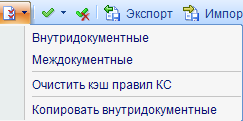 Экспорт Импор
Внутридокументные
Междокументные
Очистить кэш правил КС
Копировать внутридокументные